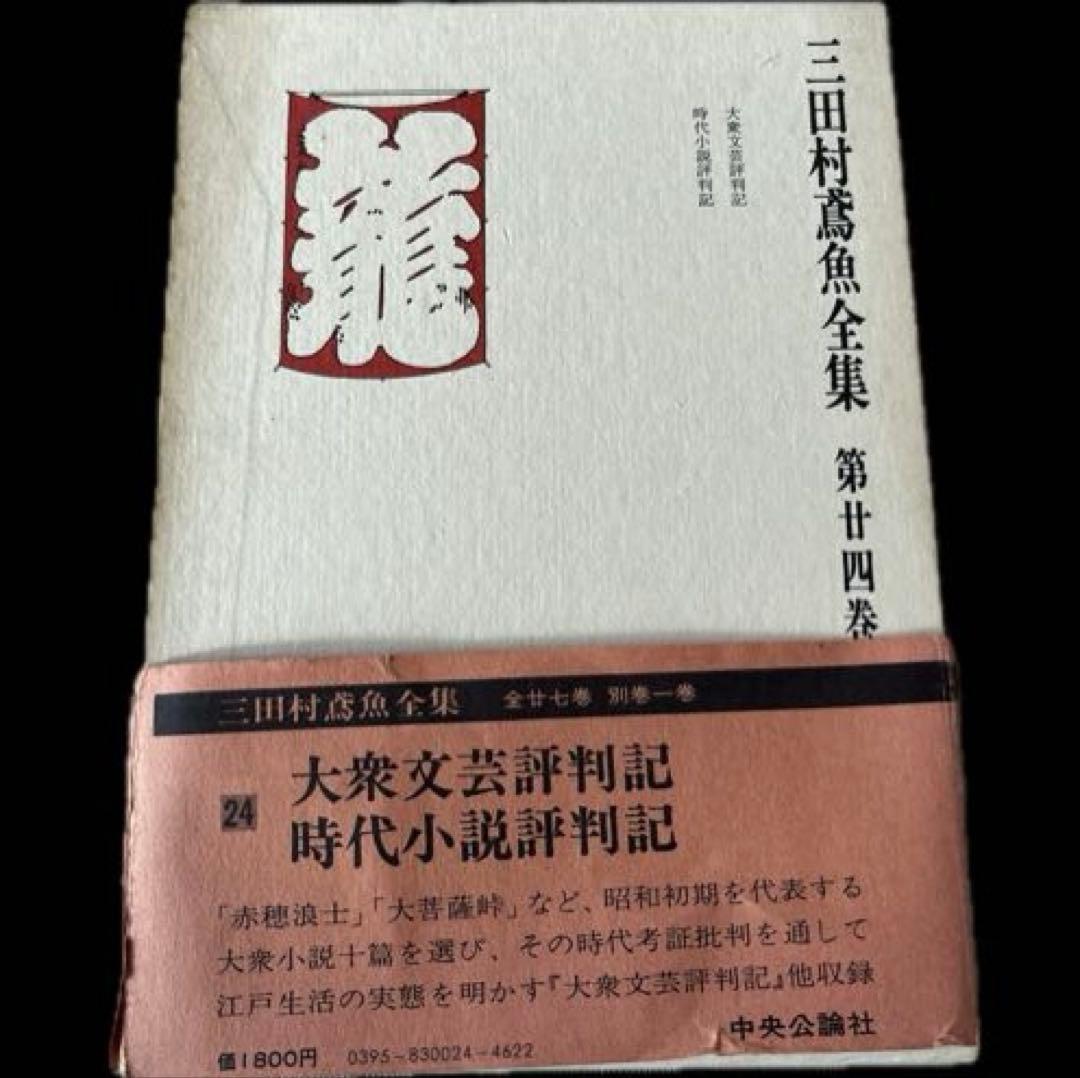 三田村鳶魚全集 第廿四巻
大衆文芸評判記
時代小説評判記
三田村鳶魚全集 全廿七巻 別巻一巻
24
大衆文芸評判記
時代小説評判記
「赤穂浪士」「大菩薩峠」など、昭和初期を代表する
大衆小説十篇を選び、その時代考証批判を通して
江戸生活の実態を明かす『大衆文芸評判記』他収録
中央公論社
価1800円 0395-830024-4622